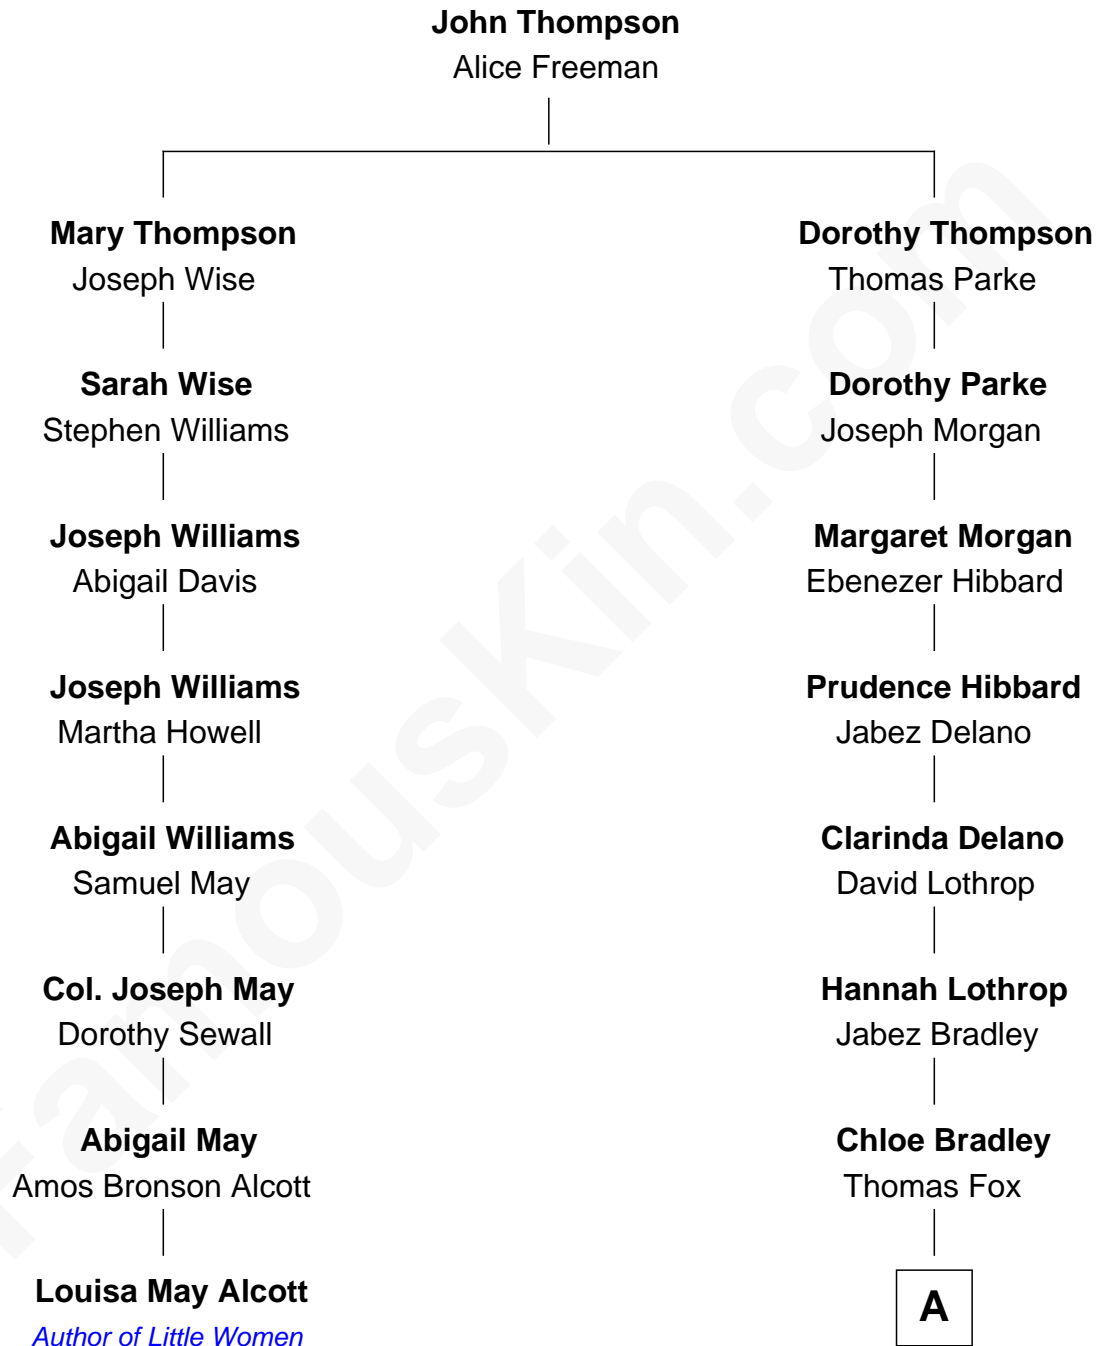 John Thompson
Alice Freeman
Mary Thompson
Joseph Wise
Dorothy Thompson
Thomas Parke
Sarah Wise
Stephen Williams
Dorothy Parke
Joseph Morgan
Joseph Williams
Abigail Davis
Margaret Morgan
Ebenezer Hibbard
Joseph Williams
Martha Howell
Prudence Hibbard
Jabez Delano
Abigail Williams
Samuel May
Clarinda Delano
David Lothrop
Col. Joseph May
Dorothy Sewall
Hannah Lothrop
Jabez Bradley
Abigail May
Amos Bronson Alcott
Chloe Bradley
Thomas Fox
Louisa May Alcott
Author of Little Women
A
FamousKin.com